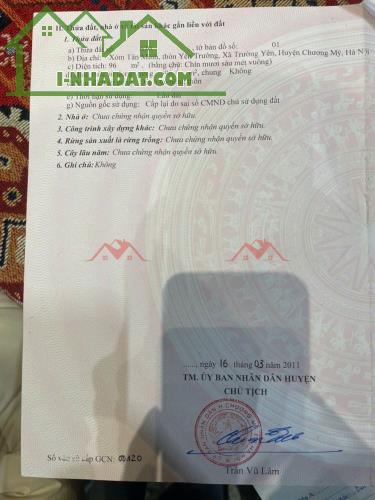 I-NHADAT.COM
II. Thửa đất, nhà ở và tài sản khác gắn liền với đất
1. Thửa đất:
a) Thửa đất tờ bản đồ số: 01
b) Địa chỉ: Xóm Tân thôn Yên Trường, Xã Trường Yên, Huyện Chương Mỹ, Hà N
c) Diện tích: 96 m², (bằng chữ: Chín mươi sáu mét vuông)
m², chung Không
g) Nguồn gốc sử dụng: Cấp lại do sai số CMND chủ sử dụng đất
2. Nhà ở: Chưa chứng nhận quyền sở hữu.
3. Công trình xây dựng khác: Chưa chứng nhận quyền sở hữu.
4. Rừng sản xuất là rừng trồng: Chưa chứng nhận quyền sở hữu.
5. Cây lâu năm: Chưa chứng nhận quyền sở hữu.
6. Ghi chú: Không
......, ngày 16 tháng 03 năm 2011
TM. ỦY BAN NHÂN DÂN HUYỆN
CHỦ TỊCH
Trần Vũ Lâm
Số vào sổ cấp GCN: 03120